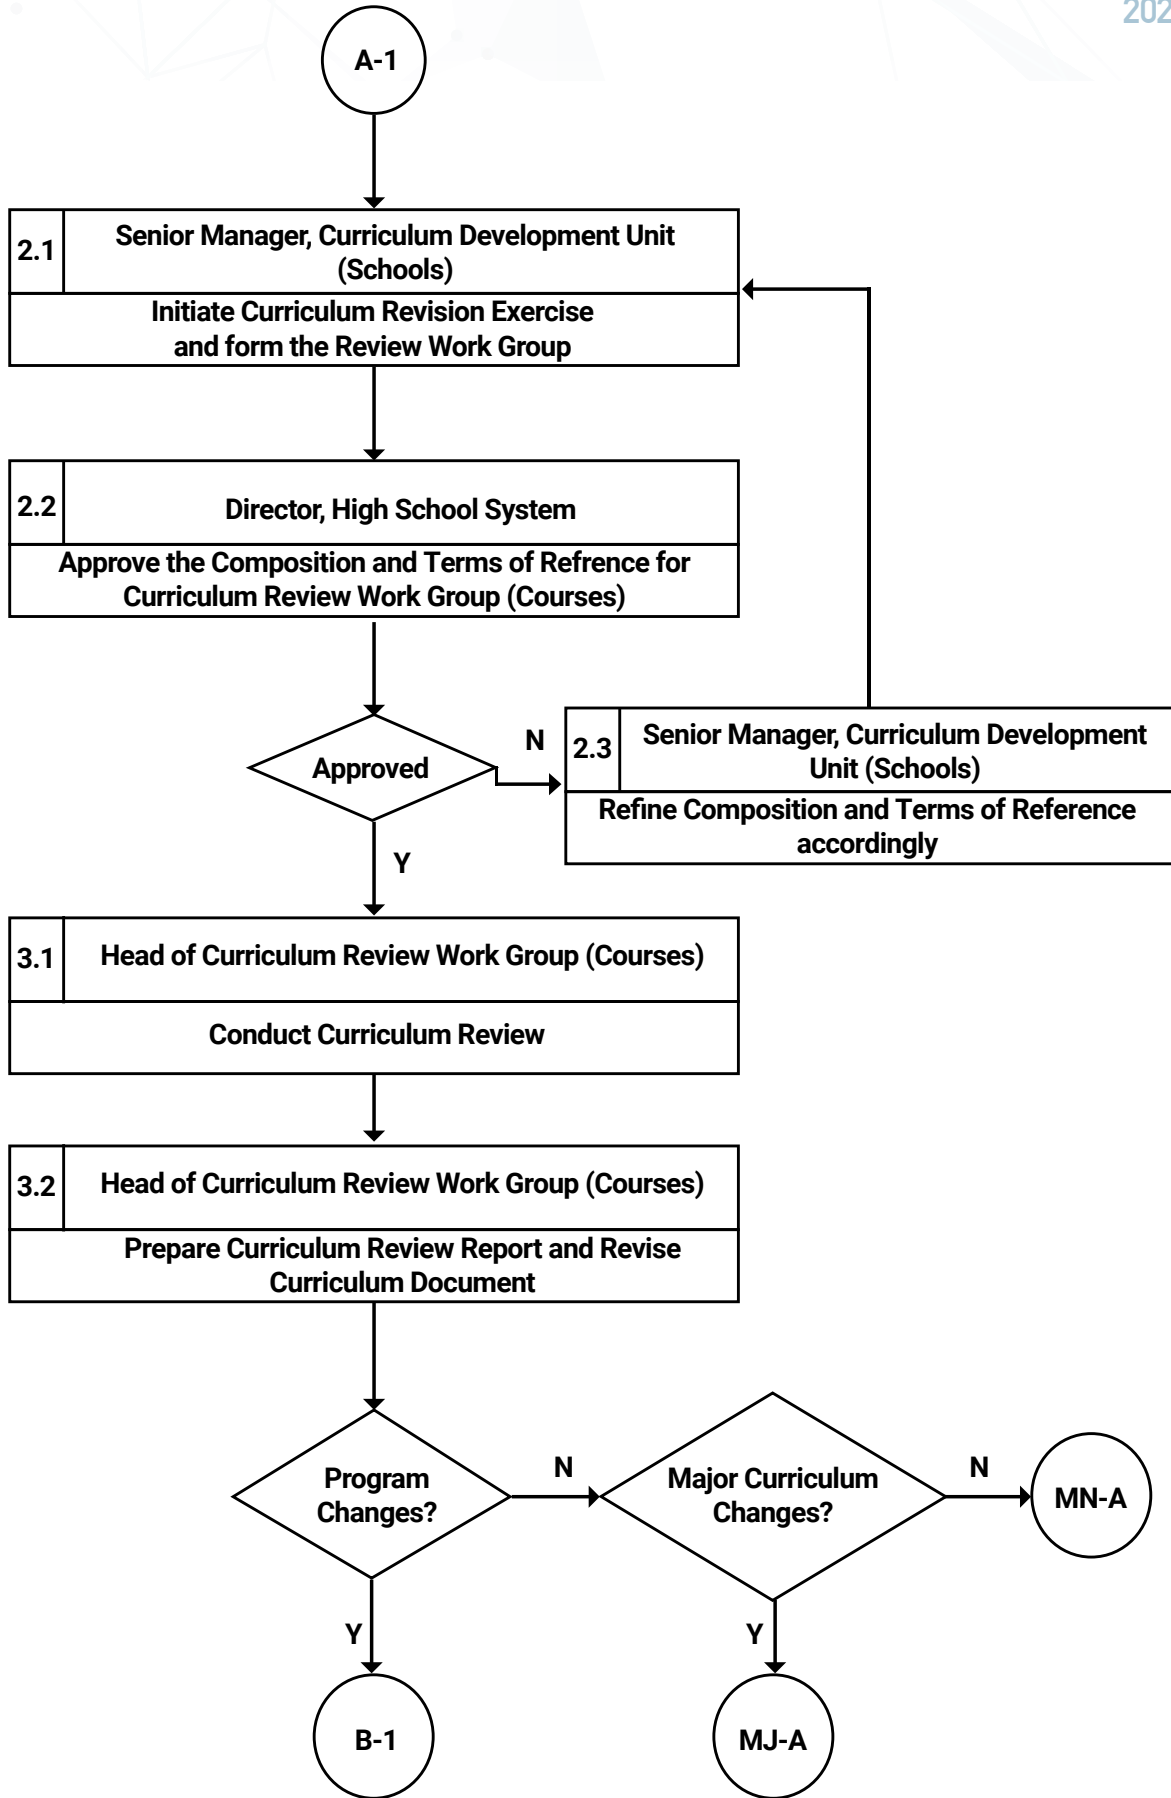 202
A-1
2.1
Senior Manager, Curriculum Development Unit
(Schools)
Initiate Curriculum Revision Exercise
and form the Review Work Group
2.2
Director, High School System
Approve the Composition and Terms of Refrence for
Curriculum Review Work Group (Courses)
Approved
N
2.3
Senior Manager, Curriculum Development
Unit (Schools)
Refine Composition and Terms of Reference
accordingly
Y
3.1
Head of Curriculum Review Work Group (Courses)
Conduct Curriculum Review
3.2
Head of Curriculum Review Work Group (Courses)
Prepare Curriculum Review Report and Revise
Curriculum Document
Program
Changes?
N
Major Curriculum
Changes?
N
MN-A
Y
B-1
Y
MJ-A